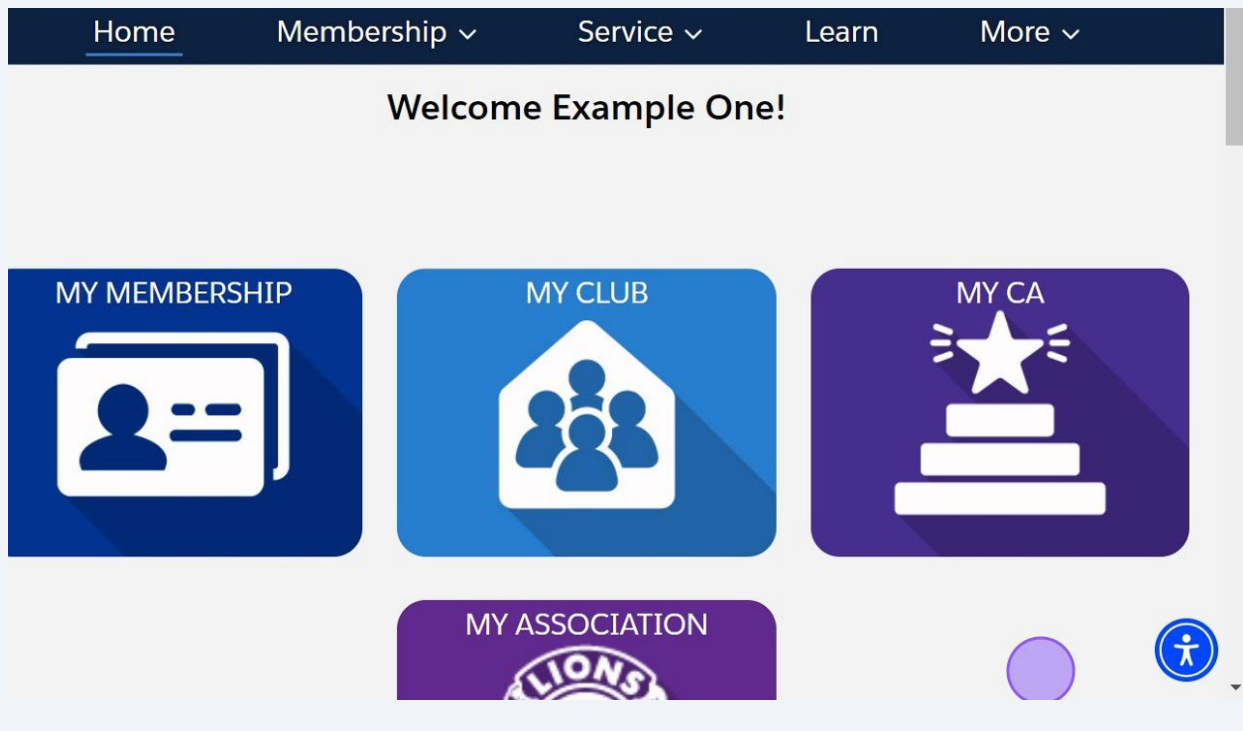 Home Membership Service Learn More
Welcome Example One!
MY MEMBERSHIP MY CLUB MY CA
MY ASSOCIATION
LIONS